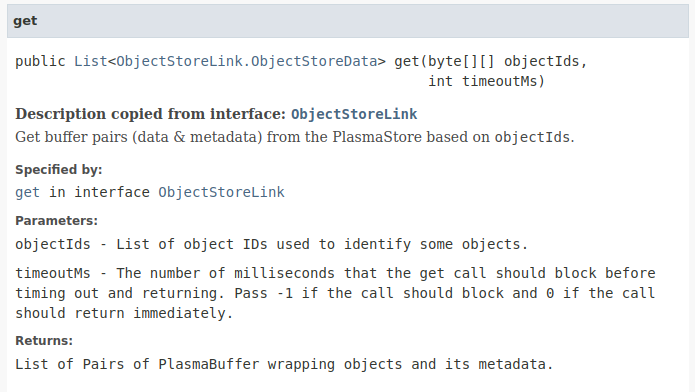 get
public List<ObjectStoreLink.ObjectStoreData> get(byte[][] objectIds,
int timeoutMs)
Description copied from interface: ObjectStoreLink
Get buffer pairs (data & metadata) from the PlasmaStore based on objectIds.
Specified by:
get in interface ObjectStoreLink
Parameters:
objectIds - List of object IDs used to identify some objects.
timeoutMs - The number of milliseconds that the get call should block before
timing out and returning. Pass -1 if the call should block and 0 if the call
should return immediately.
Returns:
List of Pairs of PlasmaBuffer wrapping objects and its metadata.